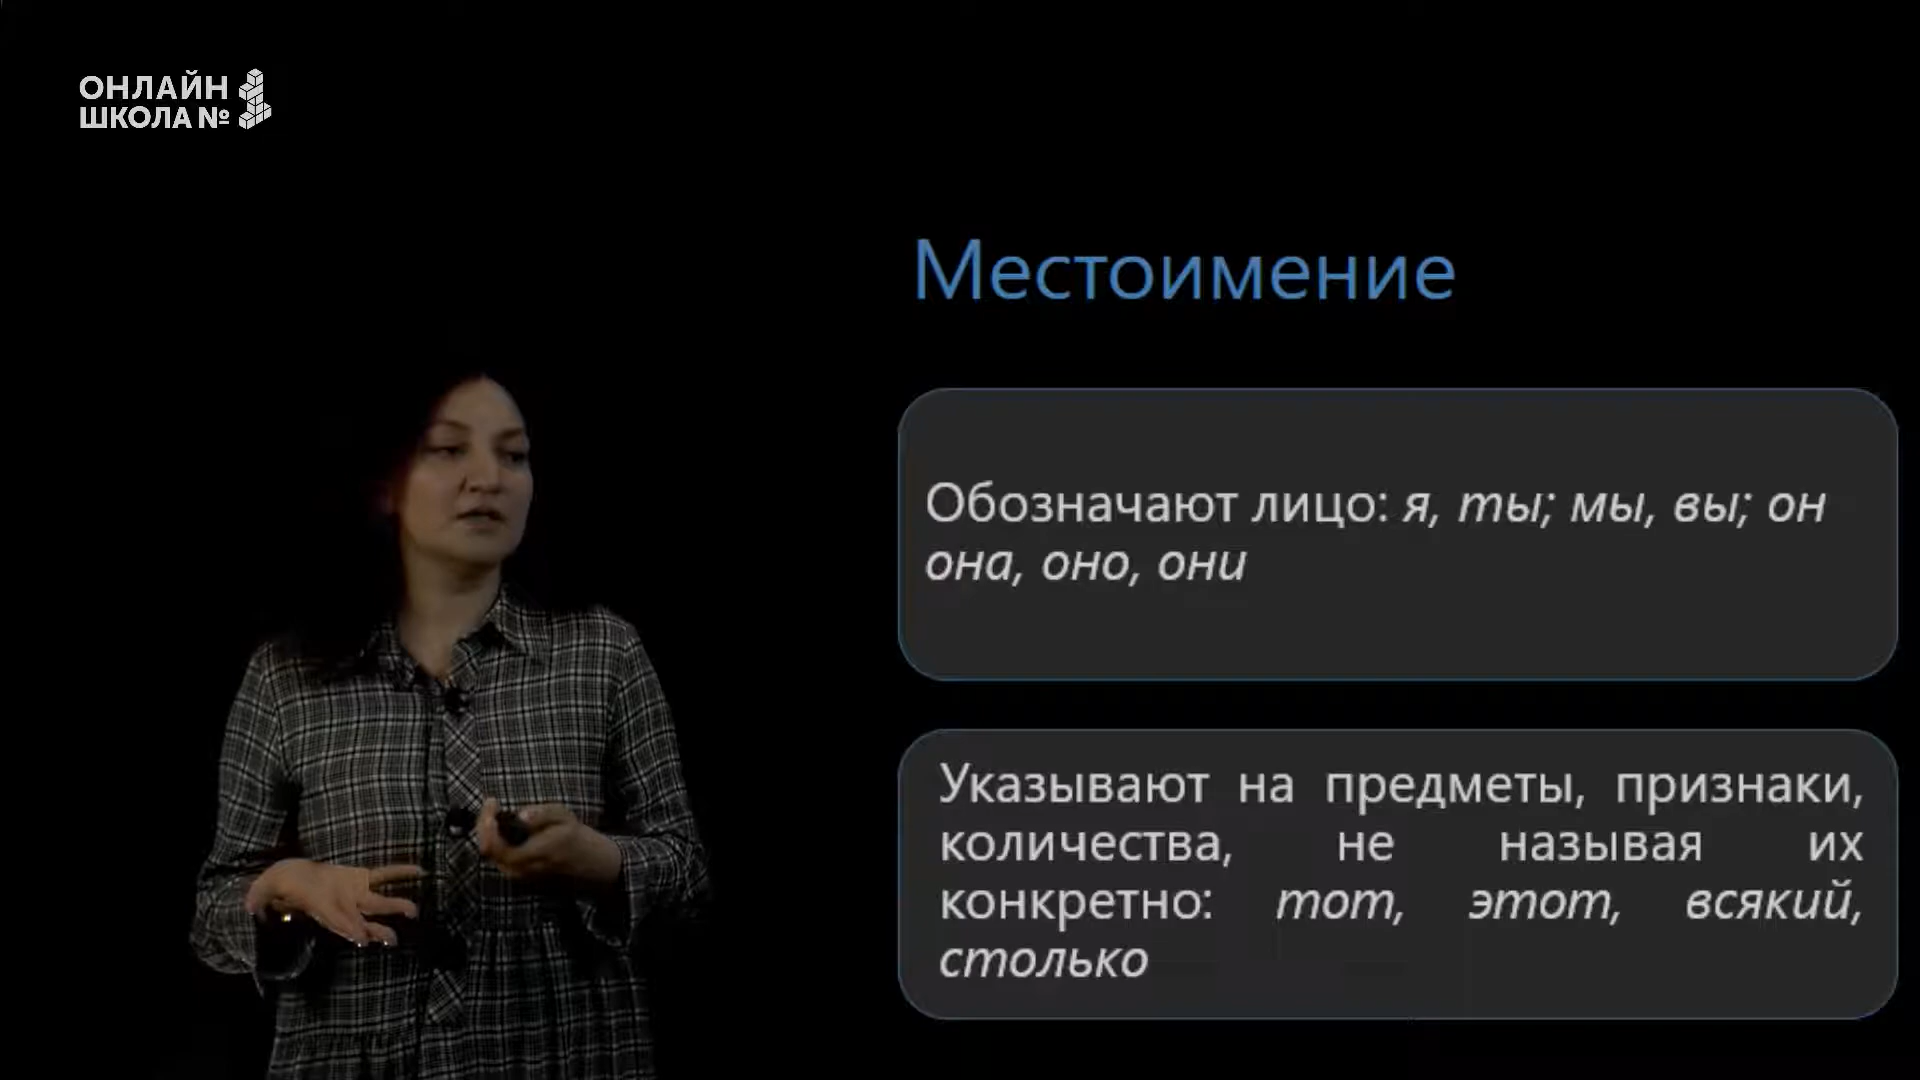 ОНЛАЙН
ШКОЛА №
Местоимение
Обозначают лицо: я, ты; мы, вы; он
она, оно, они
Указывают на предметы, признаки,
количества, не называя их
конкретно: тот, этот, всякий,
столько